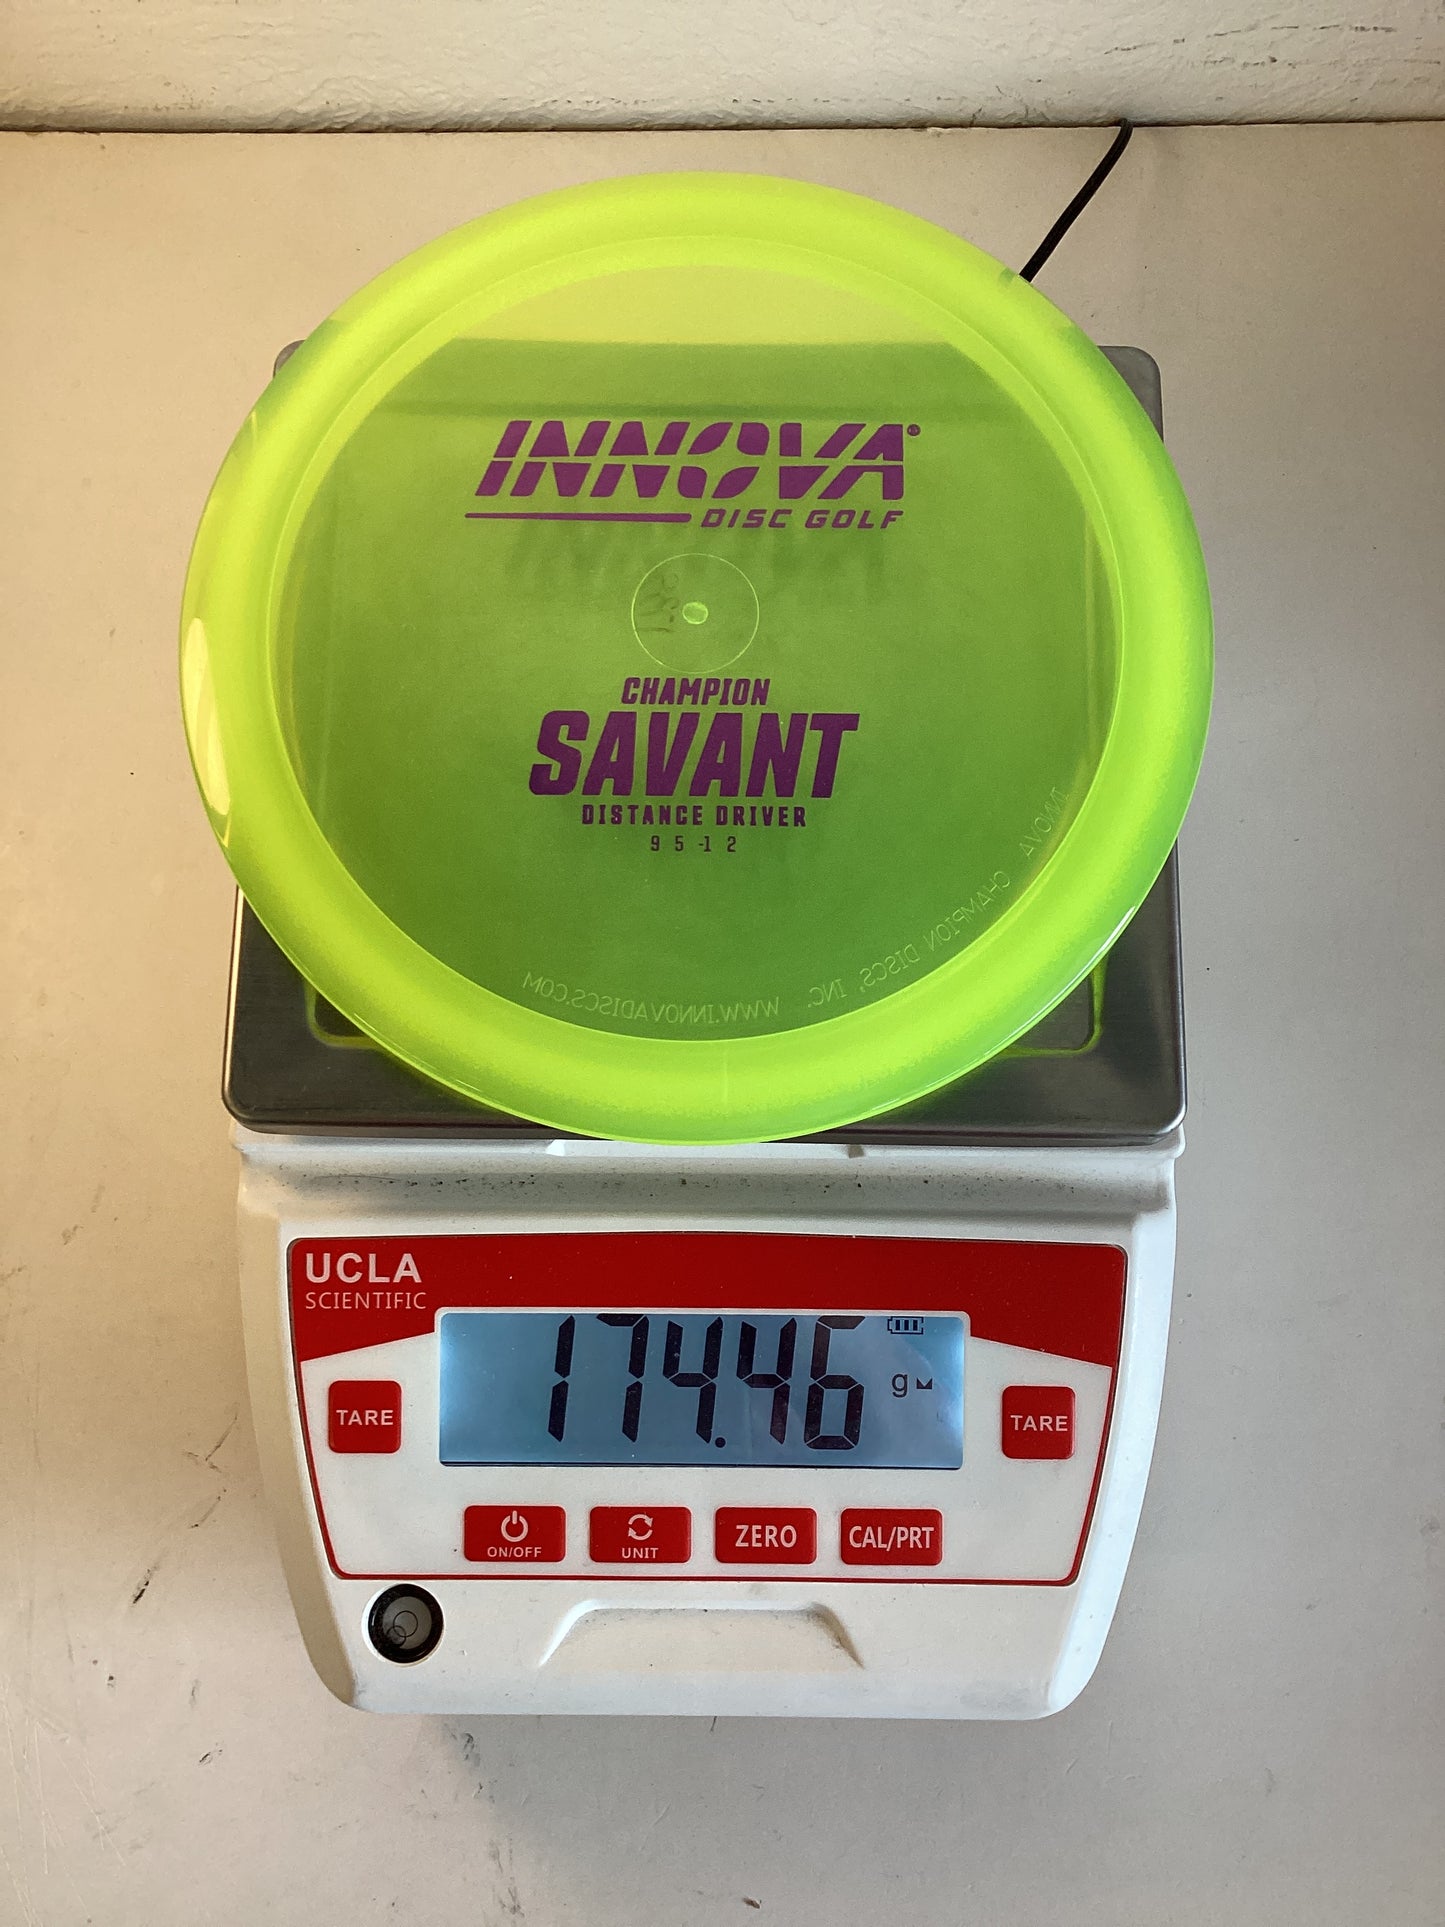 INNOVA®
DISC GOLF
CHAMPION
SAVANT
DISTANCE DRIVER
9 5 -1 2
INNOVA CHAMPION DISCS, INC. WWW.INNOVADISCS.COM
UCLA
SCIENTIFIC
174.46 g
TARE
TARE
ON/OFF
UNIT
ZERO
CAL/PRT